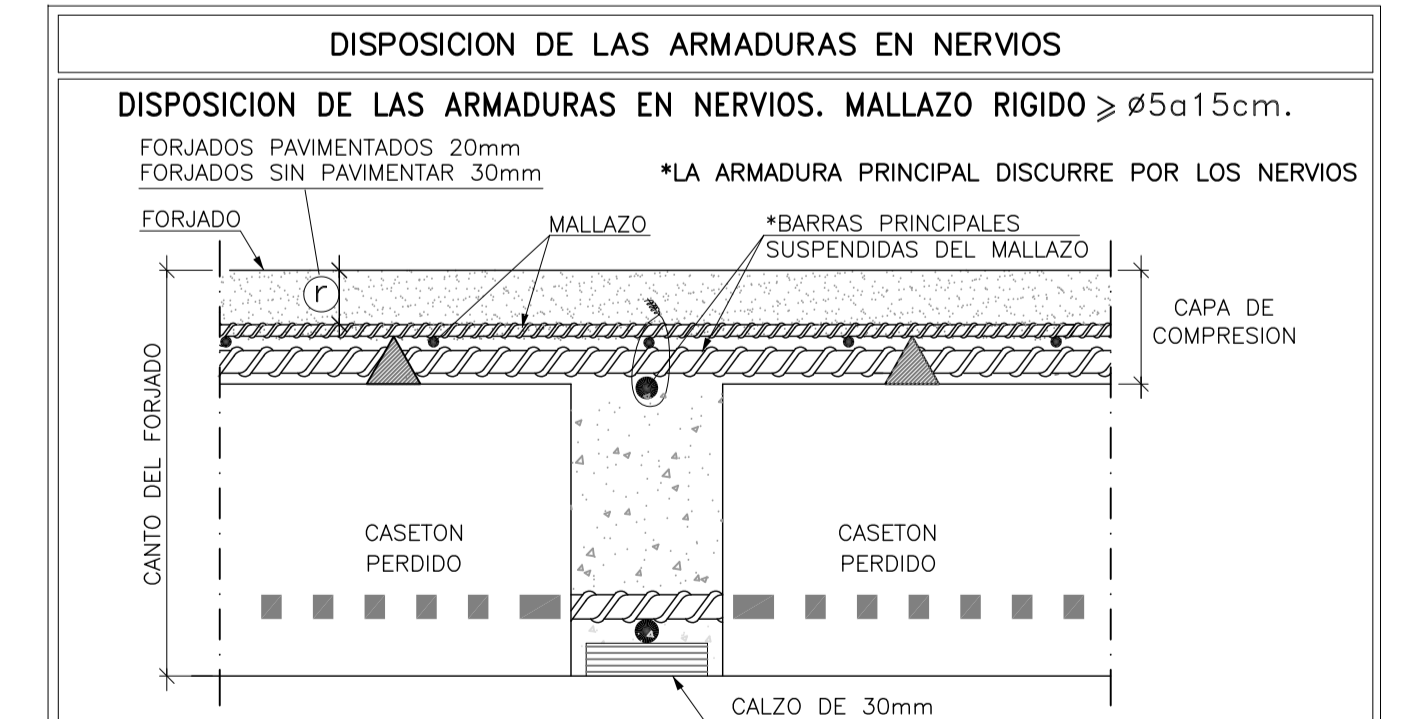 DISPOSICION DE LAS ARMADURAS EN NERVIOS
DISPOSICION DE LAS ARMADURAS EN NERVIOS. MALLAZO RIGIDO ⩾ ø5a15cm.
FORJADOS PAVIMENTADOS 20mm
FORJADOS SIN PAVIMENTAR 30mm
*LA ARMADURA PRINCIPAL DISCURRE POR LOS NERVIOS
FORJADO
MALLAZO
*BARRAS PRINCIPALES
SUSPENDIDAS DEL MALLAZO
r
CAPA DE
COMPRESION
CANTO DEL FORJADO
CASETON
PERDIDO
CASETON
PERDIDO
CALZO DE 30mm